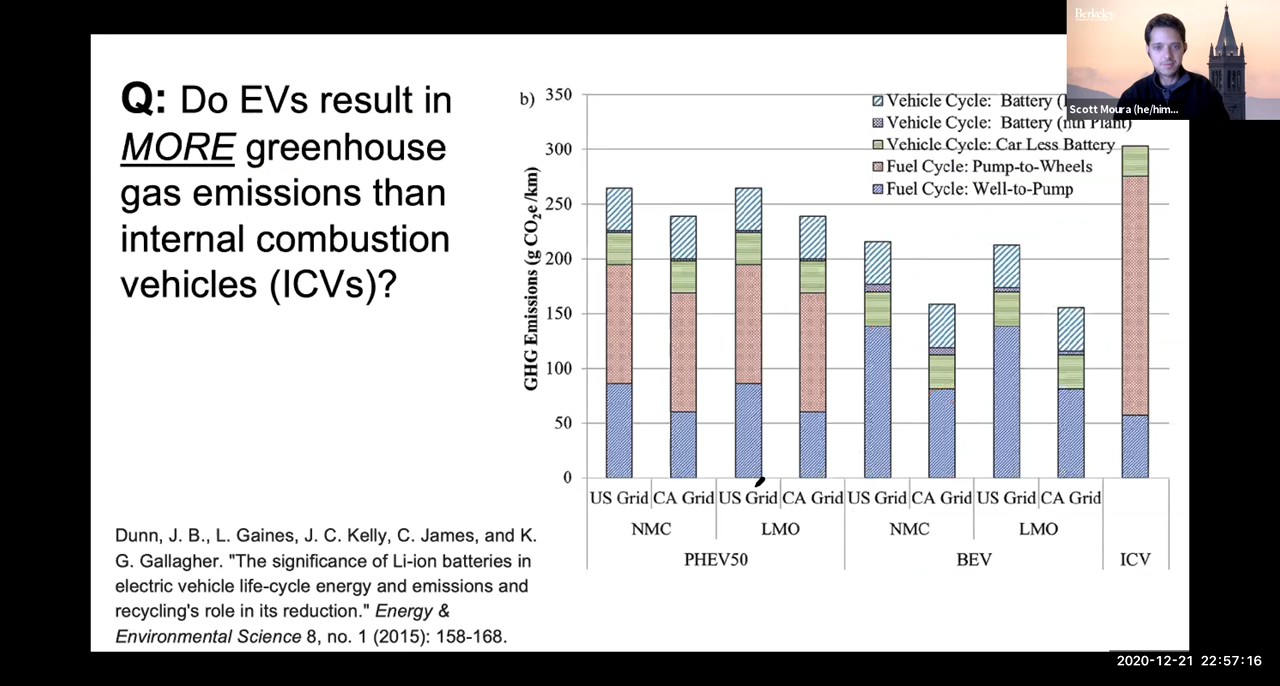 Berkeley
Scott Moura (he/him...
Q: Do EVs result in
MORE greenhouse
gas emissions than
internal combustion
vehicles (ICVs)?
Dunn, J. B., L. Gaines, J. C. Kelly, C. James, and K.
G. Gallagher. "The significance of Li-ion batteries in
electric vehicle life-cycle energy and emissions and
recycling's role in its reduction." Energy &
Environmental Science 8, no. 1 (2015): 158-168.
b)
GHG Emissions (g CO₂e /km)
350
300
250
200
150
100
50
0
Vehicle Cycle: Battery (
Vehicle Cycle: Battery (nth Plant)
Vehicle Cycle: Car Less Battery
Fuel Cycle: Pump-to-Wheels
Fuel Cycle: Well-to-Pump
US Grid CA Grid US Grid CA Grid US Grid CA Grid US Grid CA Grid
NMC LMO NMC LMO
PHEV50 BEV ICV
2020-12-21 22:57:16